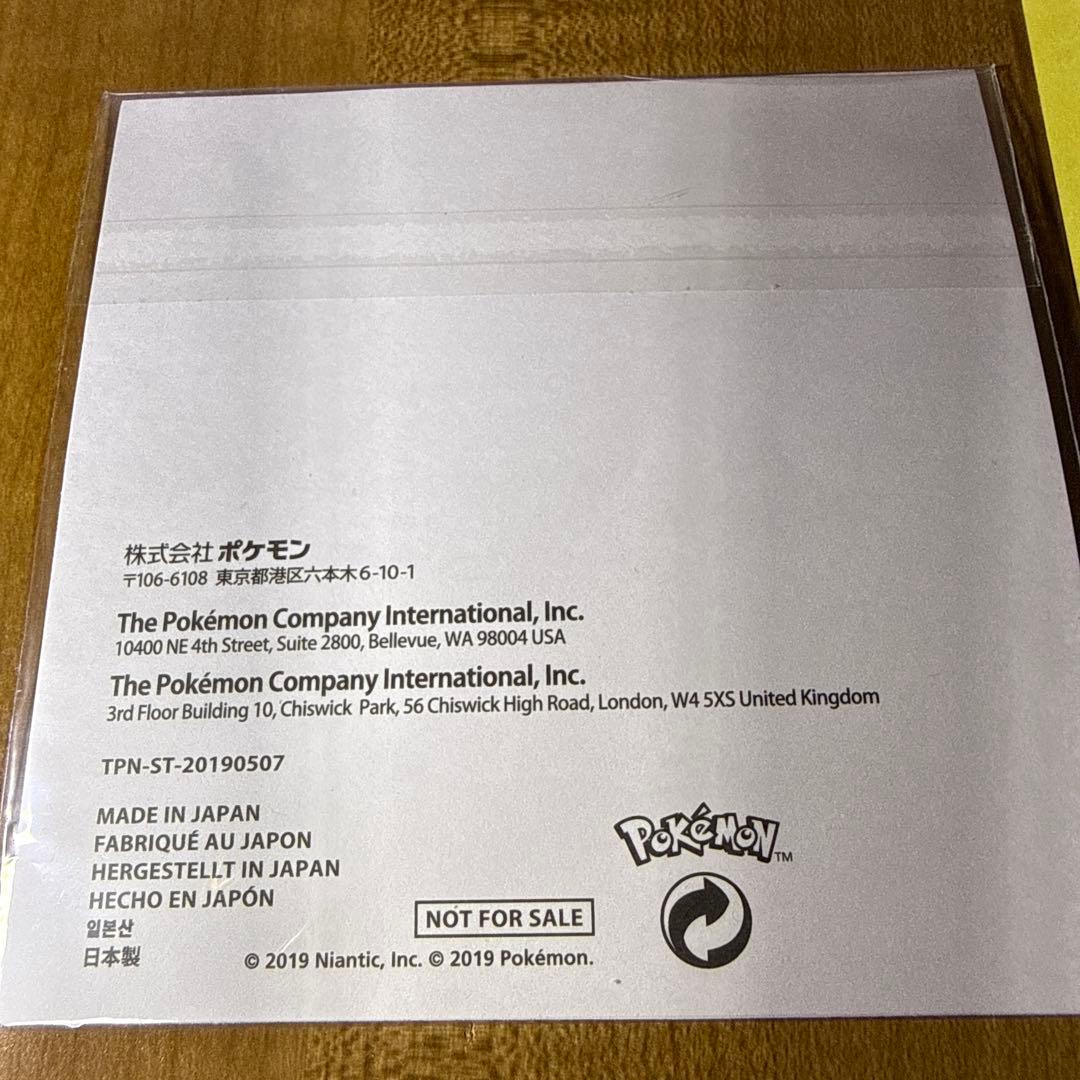 株式会社 ポケモン
〒106-6108 東京都港区六本木6-10-1
The Pokémon Company International, Inc.
10400 NE 4th Street, Suite 2800, Bellevue, WA 98004 USA
The Pokémon Company International, Inc.
3rd Floor Building 10, Chiswick Park, 56 Chiswick High Road, London, W4 5XS United Kingdom
TPN-ST-20190507
MADE IN JAPAN
FABRIQUÉ AU JAPON
HERGESTELLT IN JAPAN
HECHO EN JAPÓN
일본산
日本製
NOT FOR SALE
© 2019 Niantic, Inc. © 2019 Pokémon.
POKéMON™